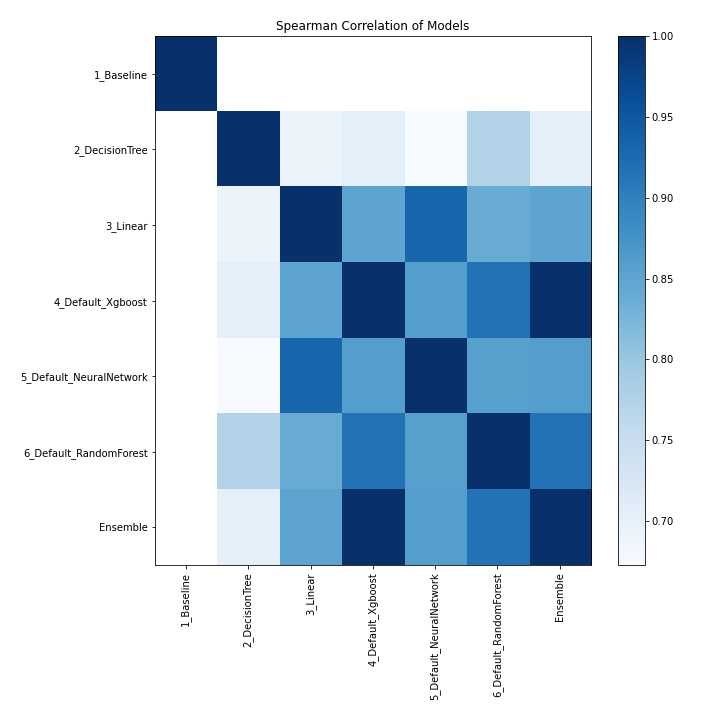 Spearman Correlation of Models
1_Baseline
2_DecisionTree
3_Linear
4_Default_Xgboost
5_Default_NeuralNetwork
6_Default_RandomForest
Ensemble
1_Baseline
2_DecisionTree
3_Linear
4_Default_Xgboost
5_Default_NeuralNetwork
6_Default_RandomForest
Ensemble
1.00
0.95
0.90
0.85
0.80
0.75
0.70